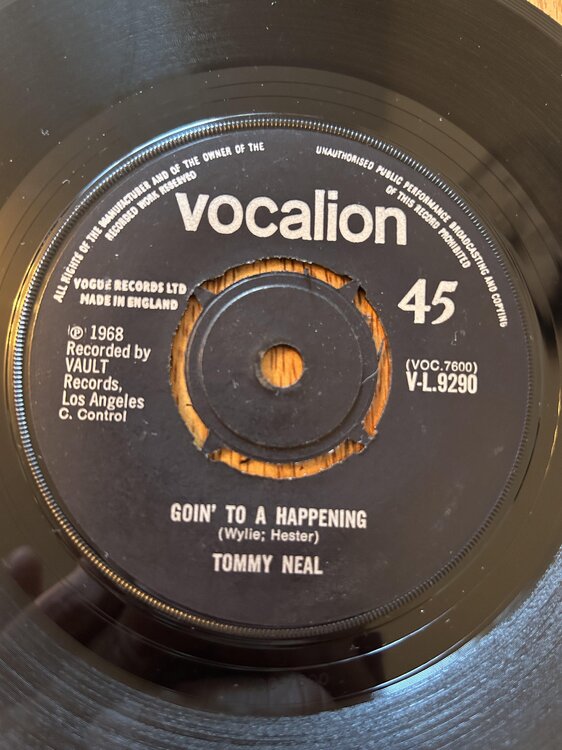 ALL RIGHTS OF THE MANUFACTURER AND OF THE OWNER OF THE
RECORDED WORK RESERVED
UNAUTHORISED PUBLIC PERFORMANCE BROADCASTING AND COPYING
OF THIS RECORD PROHIBITED
vocalion
VOGUE RECORDS LTD
MADE IN ENGLAND
45
℗ 1968
Recorded by
VAULT
Records,
Los Angeles
C. Control
(VOC.7600)
V-L.9290
GOIN' TO A HAPPENING
(Wylie; Hester)
TOMMY NEAL